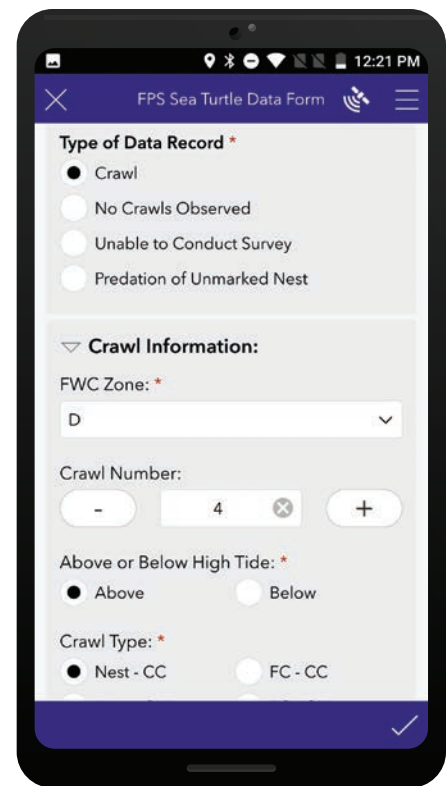 12:21 PM
FPS Sea Turtle Data Form
Type of Data Record *
Crawl
No Crawls Observed
Unable to Conduct Survey
Predation of Unmarked Nest
Crawl Information:
FWC Zone: *
D
Crawl Number:
- 4 +
Above or Below High Tide: *
Above Below
Crawl Type: *
Nest - CC FC - CC